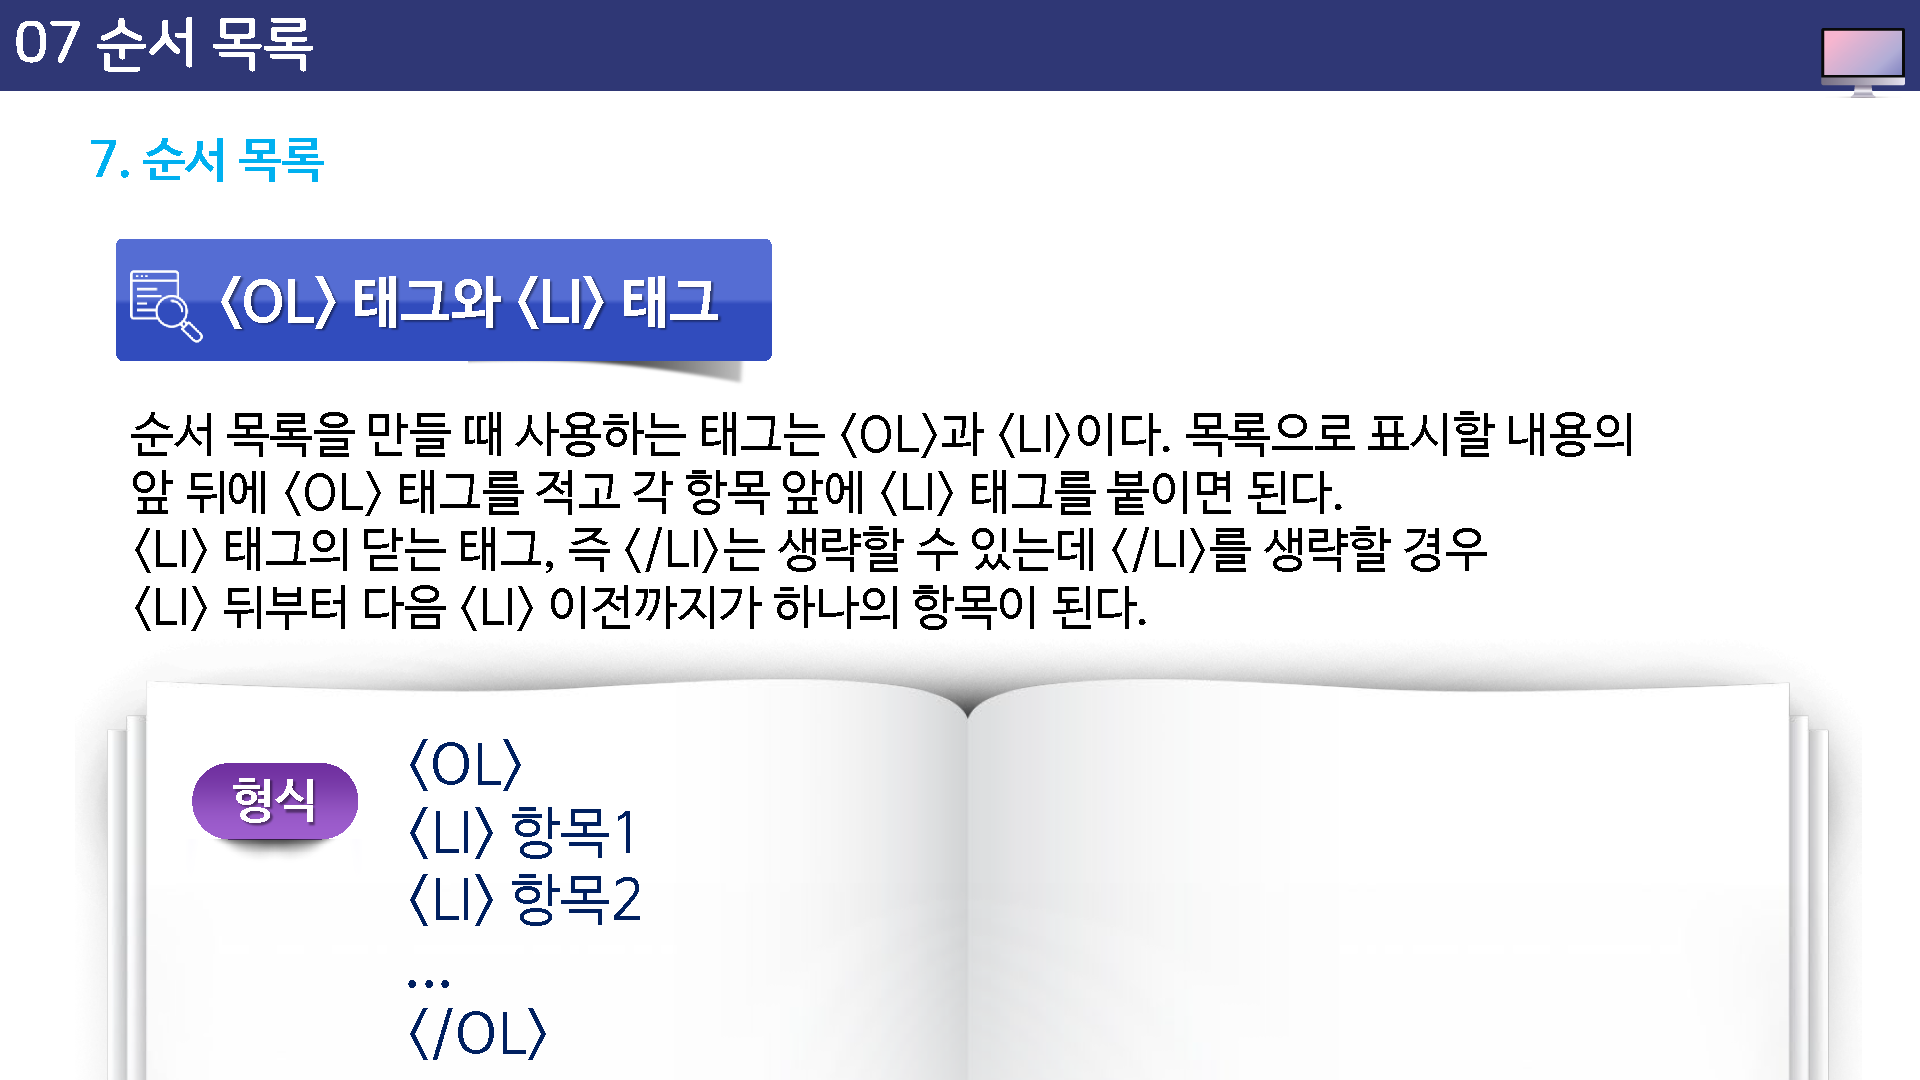 07 순서 목록
7. 순서 목록
<OL> 태그와 <LI> 태그
순서 목록을 만들 때 사용하는 태그는 <OL>과 <LI>이다. 목록으로 표시할 내용의
앞 뒤에 <OL> 태그를 적고 각 항목 앞에 <LI> 태그를 붙이면 된다.
<LI> 태그의 닫는 태그, 즉 </LI>는 생략할 수 있는데 </LI>를 생략할 경우
<LI> 뒤부터 다음 <LI> 이전까지가 하나의 항목이 된다.
형식
<OL>
<LI> 항목1
<LI> 항목2
...
</OL>